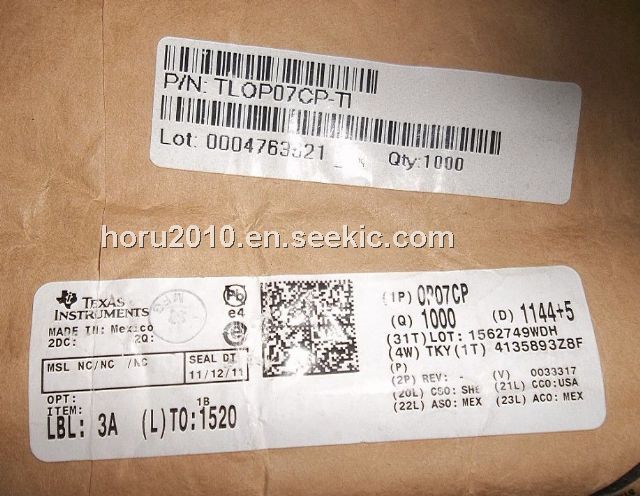 P/N: TLOP07CP-TI
Qty:1000
horu2010.en.seekic.com
TEXAS
INSTRUMENTS
MADE IN: Mexico
2DC: 2Q:
Pb
e4
MSL NC/NC /NC
SEAL DT
11/12/11
OPT:
ITEM: 1B
LBL: 3A (L)TO:1520
(1P) OP07CP
(Q) 1000 (D) 1144+5
(31T)LOT: 1562749WDH
(4W) TKY(1T) 4135893Z8F
(P)
(2P) REV: - (V) 0033317
(20L) CSO: SHE (21L) CCO:USA
(22L) ASO: MEX (23L) ACO: MEX